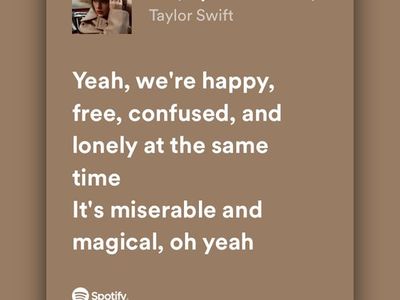 Taylor Swift
Yeah, we're happy,
free, confused, and
lonely at the same
time
It's miserable and
magical, oh yeah
Spotify